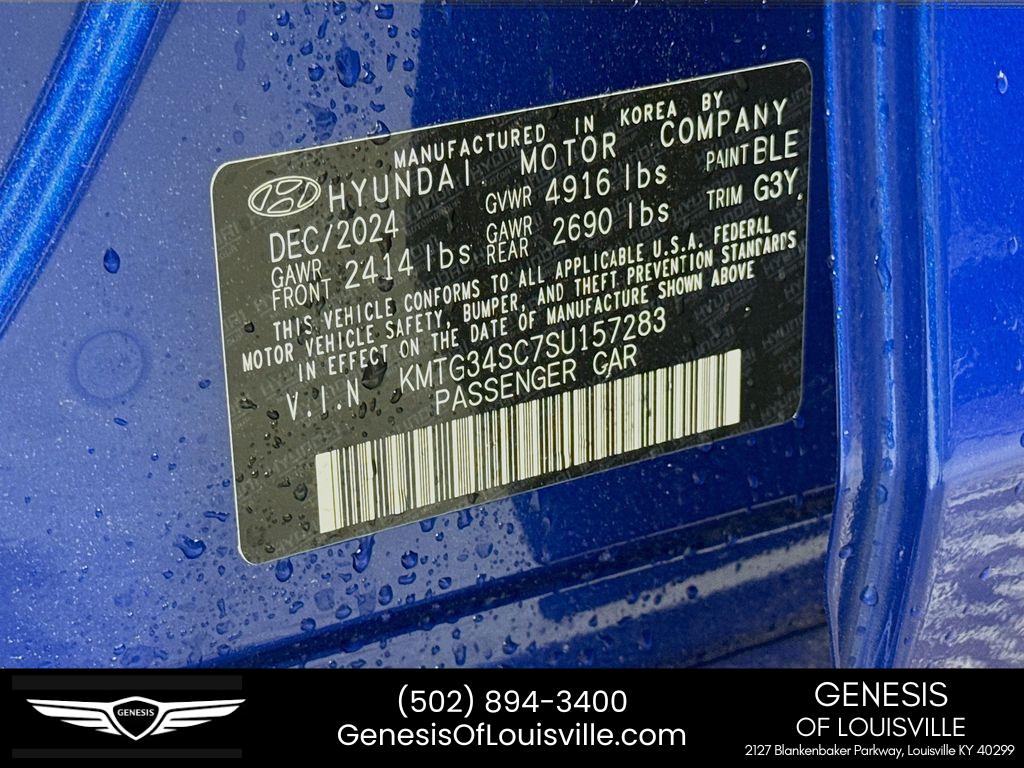 MANUFACTURED IN KOREA BY
HYUNDAI MOTOR COMPANY
DEC/2024 GVWR 4916 lbs PAINT BLE
GAWR FRONT 2414 lbs GAWR REAR 2690 lbs TRIM G3Y
THIS VEHICLE CONFORMS TO ALL APPLICABLE U.S.A. FEDERAL
MOTOR VEHICLE SAFETY, BUMPER, AND THEFT PREVENTION STANDARDS
IN EFFECT ON THE DATE OF MANUFACTURE SHOWN ABOVE
V.I.N KMTG34SC7SU157283
PASSENGER CAR
GENESIS
(502) 894-3400
GenesisOfLouisville.com
GENESIS
OF LOUISVILLE
2127 Blankenbaker Parkway, Louisville KY 40299